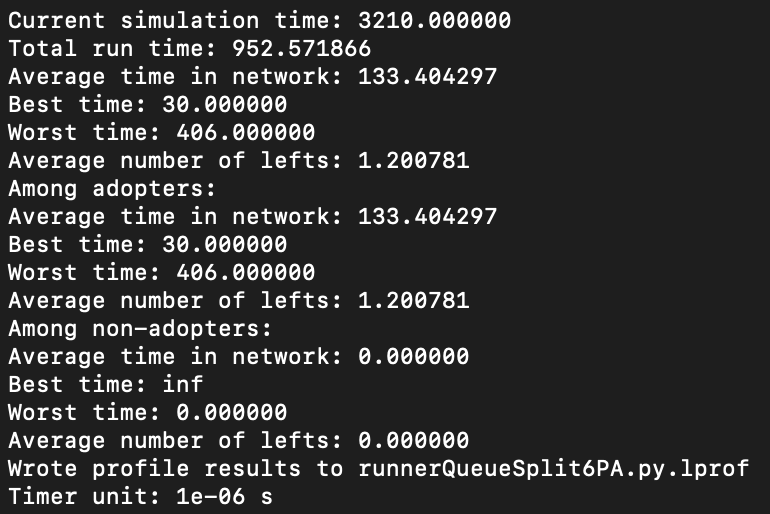 Current simulation time: 3210.000000
Total run time: 952.571866
Average time in network: 133.404297
Best time: 30.000000
Worst time: 406.000000
Average number of lefts: 1.200781
Among adopters:
Average time in network: 133.404297
Best time: 30.000000
Worst time: 406.000000
Average number of lefts: 1.200781
Among non-adopters:
Average time in network: 0.000000
Best time: inf
Worst time: 0.000000
Average number of lefts: 0.000000
Wrote profile results to runnerQueueSplit6PA.py.lprof
Timer unit: 1e-06 s